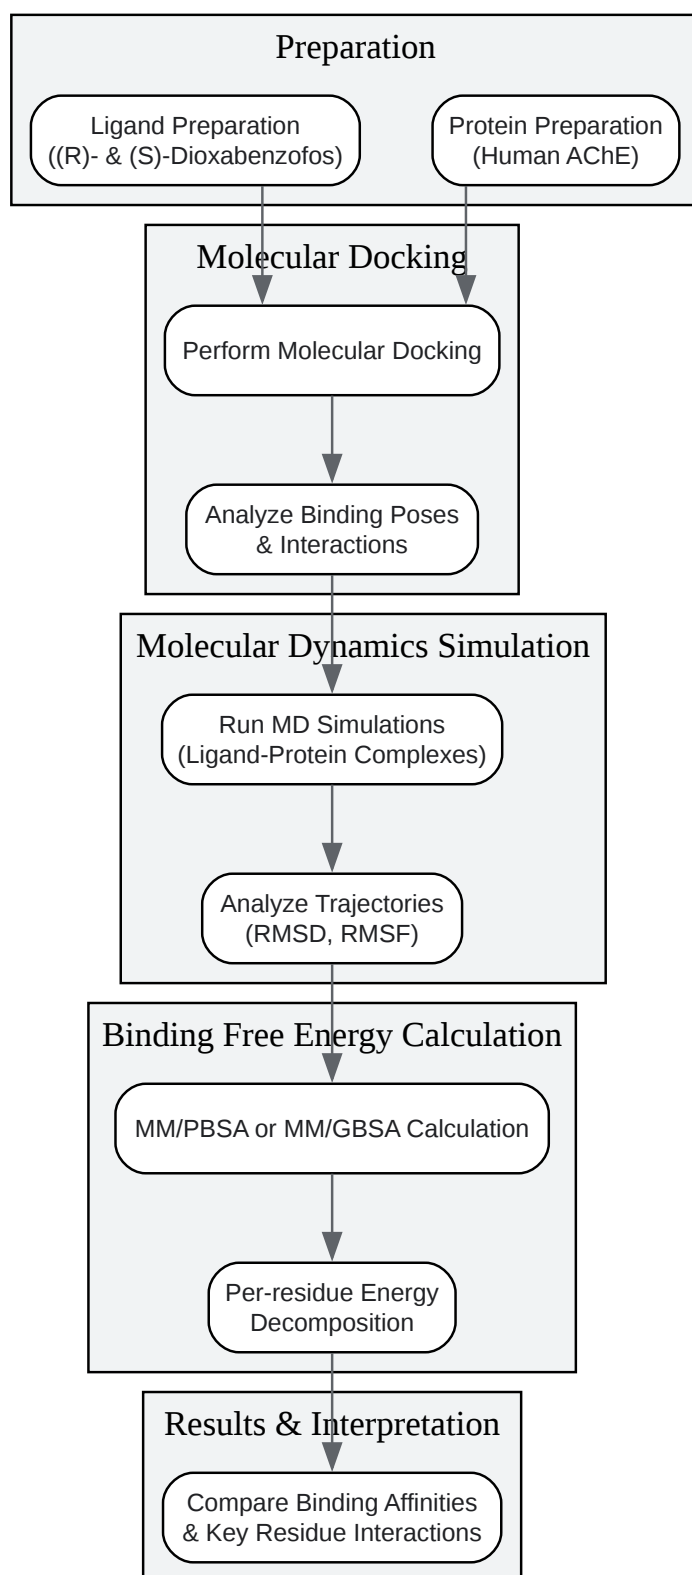 Preparation
Ligand Preparation
((R)- & (S)-Dioxabenzofos)
Protein Preparation
(Human AChE)
Molecular Docking
Perform Molecular Docking
Analyze Binding Poses
& Interactions
Molecular Dynamics Simulation
Run MD Simulations
(Ligand-Protein Complexes)
Analyze Trajectories
(RMSD, RMSF)
Binding Free Energy Calculation
MM/PBSA or MM/GBSA Calculation
Per-residue Energy
Decomposition
Results & Interpretation
Compare Binding Affinities
& Key Residue Interactions